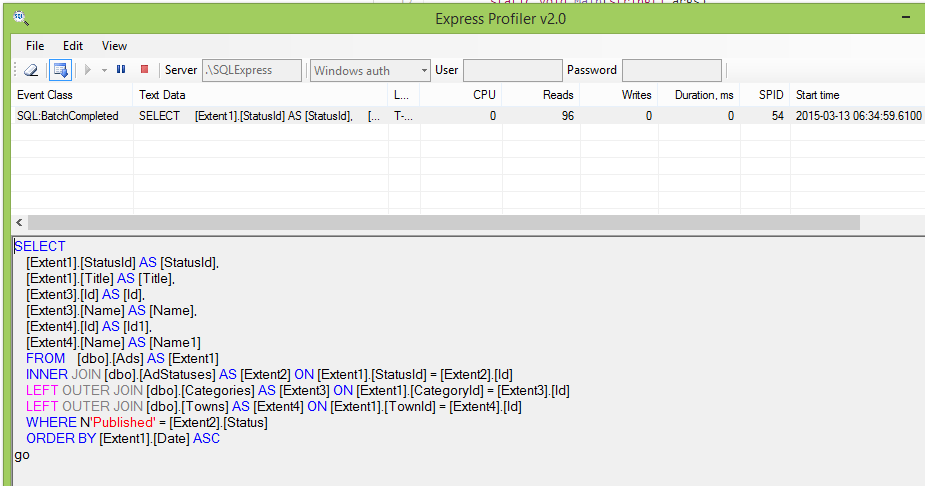 Express Profiler v2.0
File Edit View
Server .\SQLExpress Windows auth User Password
Event Class Text Data L... CPU Reads Writes Duration, ms SPID Start time
SQL:BatchCompleted SELECT [Extent1].[StatusId] AS [StatusId], [... T-... 0 96 0 0 54 2015-03-13 06:34:59.6100
SELECT
[Extent1].[StatusId] AS [StatusId],
[Extent1].[Title] AS [Title],
[Extent3].[Id] AS [Id],
[Extent3].[Name] AS [Name],
[Extent4].[Id] AS [Id1],
[Extent4].[Name] AS [Name1]
FROM [dbo].[Ads] AS [Extent1]
INNER JOIN [dbo].[AdStatuses] AS [Extent2] ON [Extent1].[StatusId] = [Extent2].[Id]
LEFT OUTER JOIN [dbo].[Categories] AS [Extent3] ON [Extent1].[CategoryId] = [Extent3].[Id]
LEFT OUTER JOIN [dbo].[Towns] AS [Extent4] ON [Extent1].[TownId] = [Extent4].[Id]
WHERE N'Published' = [Extent2].[Status]
ORDER BY [Extent1].[Date] ASC
go